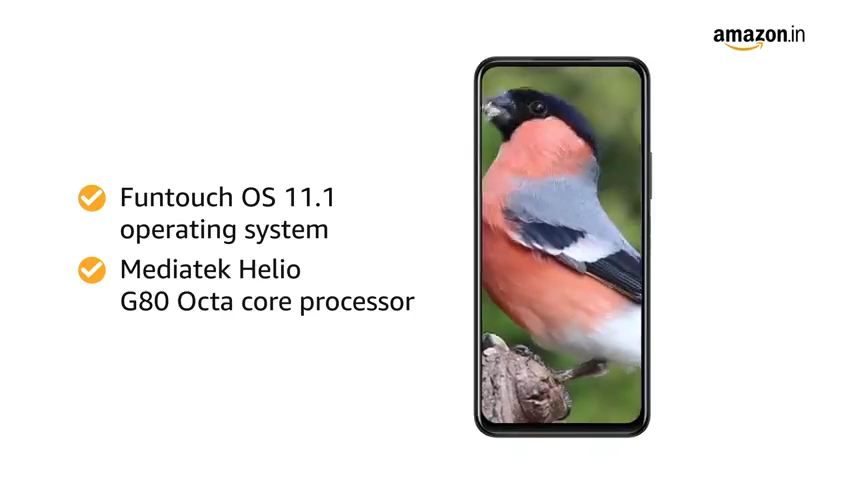 amazon.in
Funtouch OS 11.1
operating system
Mediatek Helio
G80 Octa core processor